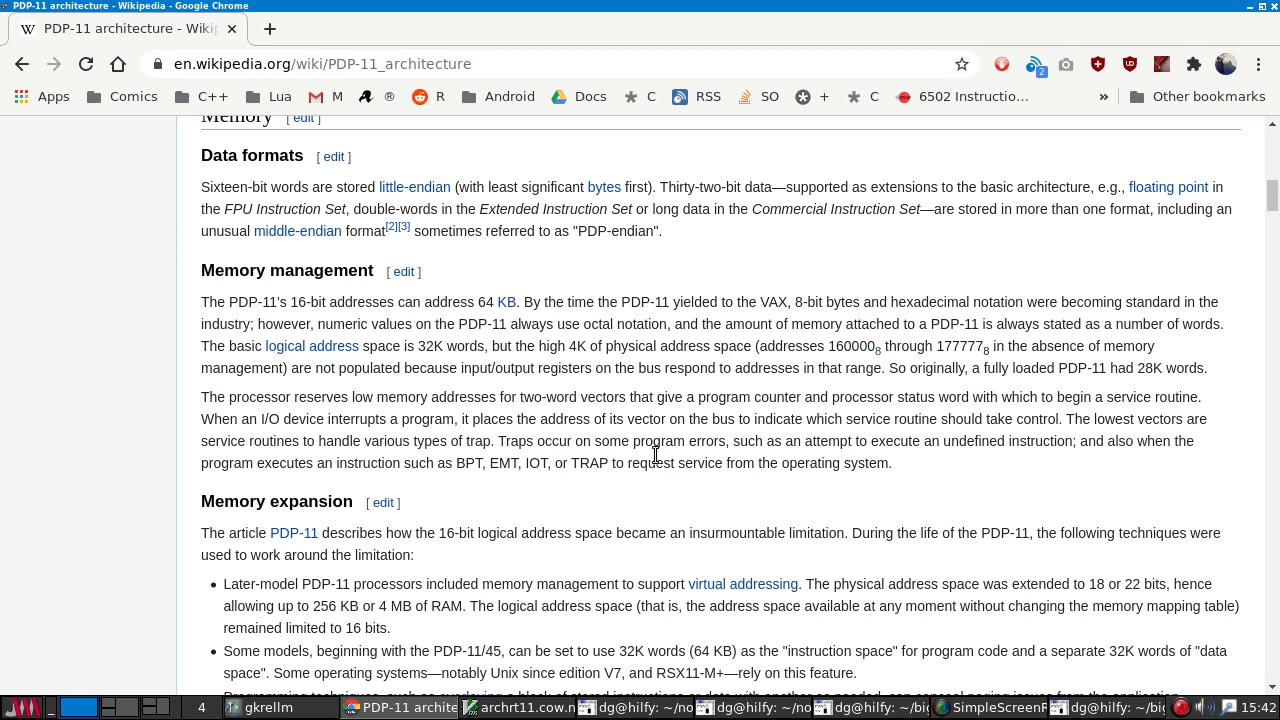 PDP-11 architecture - Wikipedia - Google Chrome
PDP-11 architecture - Wiki
en.wikipedia.org/wiki/PDP-11_architecture
2
Apps Comics C++ Lua M ® R Android Docs C RSS SO + C 6502 Instructio... » Other bookmarks
Memory [ edit ]
Data formats [ edit ]
Sixteen-bit words are stored little-endian (with least significant bytes first). Thirty-two-bit data—supported as extensions to the basic architecture, e.g., floating point in
the FPU Instruction Set, double-words in the Extended Instruction Set or long data in the Commercial Instruction Set—are stored in more than one format, including an
unusual middle-endian format[2][3] sometimes referred to as "PDP-endian".
Memory management [ edit ]
The PDP-11's 16-bit addresses can address 64 KB. By the time the PDP-11 yielded to the VAX, 8-bit bytes and hexadecimal notation were becoming standard in the
industry; however, numeric values on the PDP-11 always use octal notation, and the amount of memory attached to a PDP-11 is always stated as a number of words.
The basic logical address space is 32K words, but the high 4K of physical address space (addresses 160000₈ through 177777₈ in the absence of memory
management) are not populated because input/output registers on the bus respond to addresses in that range. So originally, a fully loaded PDP-11 had 28K words.
The processor reserves low memory addresses for two-word vectors that give a program counter and processor status word with which to begin a service routine.
When an I/O device interrupts a program, it places the address of its vector on the bus to indicate which service routine should take control. The lowest vectors are
service routines to handle various types of trap. Traps occur on some program errors, such as an attempt to execute an undefined instruction; and also when the
program executes an instruction such as BPT, EMT, IOT, or TRAP to request service from the operating system.
Memory expansion [ edit ]
The article PDP-11 describes how the 16-bit logical address space became an insurmountable limitation. During the life of the PDP-11, the following techniques were
used to work around the limitation:
• Later-model PDP-11 processors included memory management to support virtual addressing. The physical address space was extended to 18 or 22 bits, hence
allowing up to 256 KB or 4 MB of RAM. The logical address space (that is, the address space available at any moment without changing the memory mapping table)
remained limited to 16 bits.
• Some models, beginning with the PDP-11/45, can be set to use 32K words (64 KB) as the "instruction space" for program code and a separate 32K words of "data
space". Some operating systems—notably Unix since edition V7, and RSX11-M+—rely on this feature.
4 gkrellm PDP-11 archite archrt11.cow.n dg@hilfy: ~/no dg@hilfy: ~/no dg@hilfy: ~/big SimpleScreenR dg@hilfy: ~/big 15:42